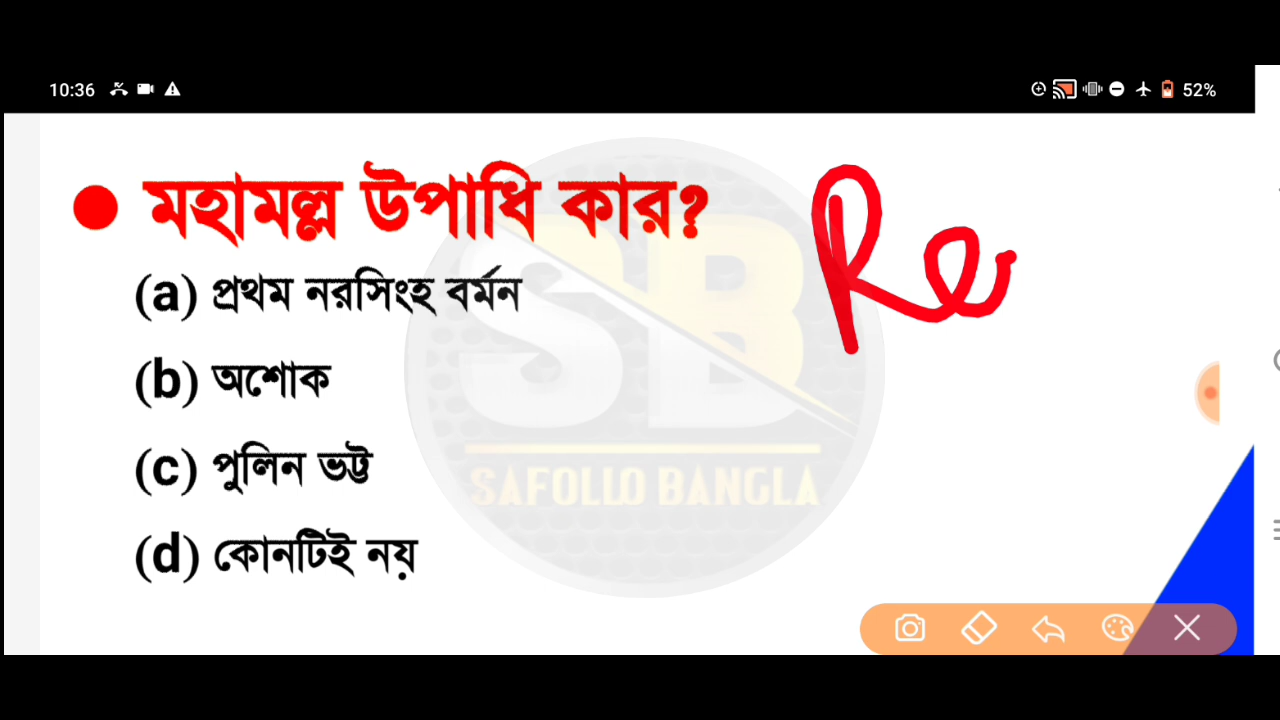 10:36 52%
● মহামল্ল উপাধি কার?
Re
(a) প্রথম নরসিংহ বর্মন
(b) অশোক
(c) পুলিন ভট্ট
(d) কোনটিই নয়
SB
SAFOLLO BANGLA